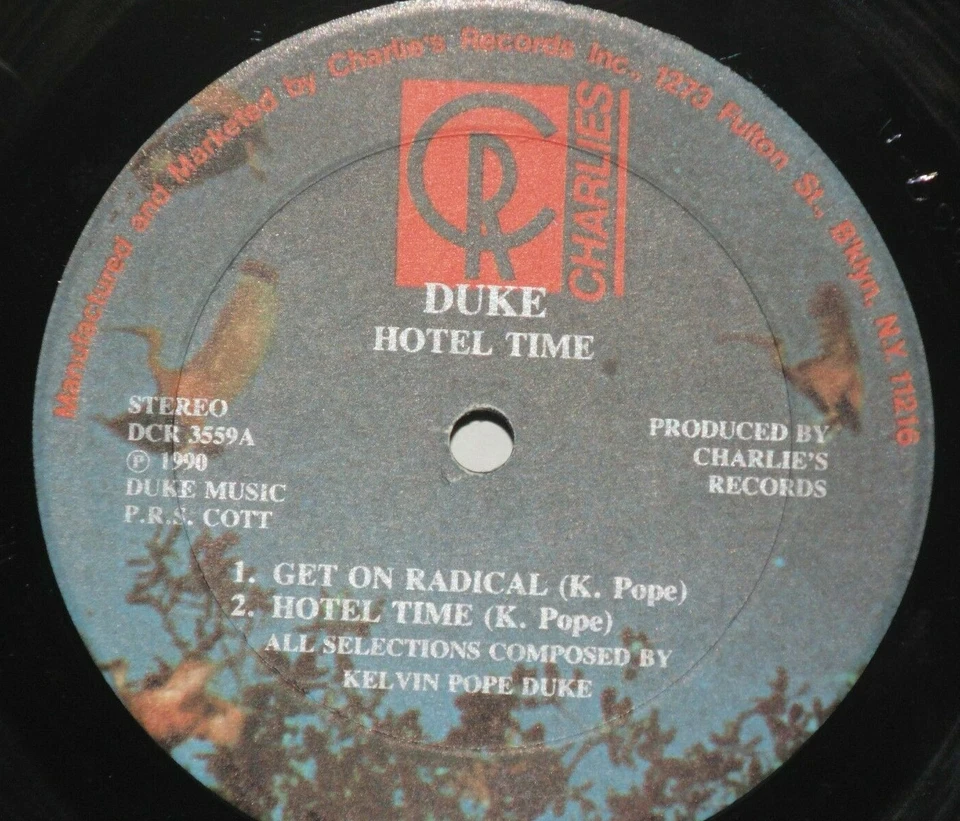 Manufactured and Marketed by Charlie's Records Inc., 1273 Fulton St., Bklyn, N.Y. 11216
CR
CHARLIES
DUKE
HOTEL TIME
STEREO
DCR 3559A
℗ 1990
DUKE MUSIC
P.R.S. COTT
PRODUCED BY
CHARLIE'S
RECORDS
1. GET ON RADICAL (K. Pope)
2. HOTEL TIME (K. Pope)
ALL SELECTIONS COMPOSED BY
KELVIN POPE DUKE